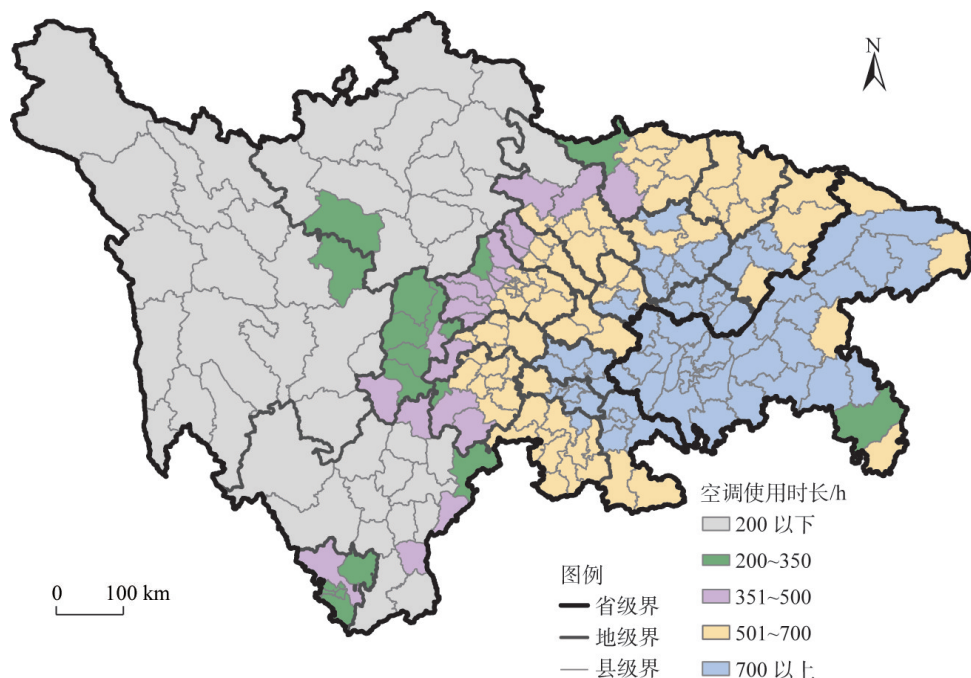 N
空调使用时长/h
200 以下
200~350
351~500
501~700
700 以上
图例
省级界
地级界
县级界
0 100 km